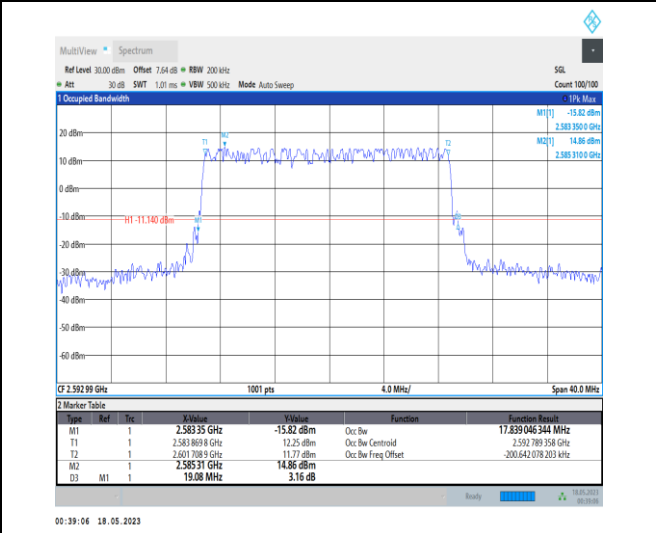 MultiView Spectrum
Ref Level 30.00 dBm Offset 7.64 dB RBW 200 kHz SGL
Att 30 dB SWT 1.01 ms VBW 500 kHz Mode Auto Sweep Count 100/100
1 Occupied Bandwidth 1Pk Max
M1[1] -15.82 dBm
2.583 350 0 GHz
M2[1] 14.86 dBm
2.585 310 0 GHz
20 dBm
T1 M2 T2
10 dBm
0 dBm
-10 dBm
H1 -11.140 dBm
-20 dBm
-30 dBm
-40 dBm
-50 dBm
-60 dBm
CF 2.592 99 GHz 1001 pts 4.0 MHz/ Span 40.0 MHz
2 Marker Table
Type Ref Trc X-Value Y-Value Function Function Result
M1 1 2.583 35 GHz -15.82 dBm Occ Bw 17.839 046 344 MHz
T1 1 2.583 869 8 GHz 12.25 dBm Occ Bw Centroid 2.592 789 358 GHz
T2 1 2.601 708 9 GHz 11.77 dBm Occ Bw Freq Offset -200.642 078 203 kHz
M2 1 2.585 31 GHz 14.86 dBm
D3 M1 1 19.08 MHz 3.16 dB
Ready 18.05.2023
00:39:06
00:39:06 18.05.2023